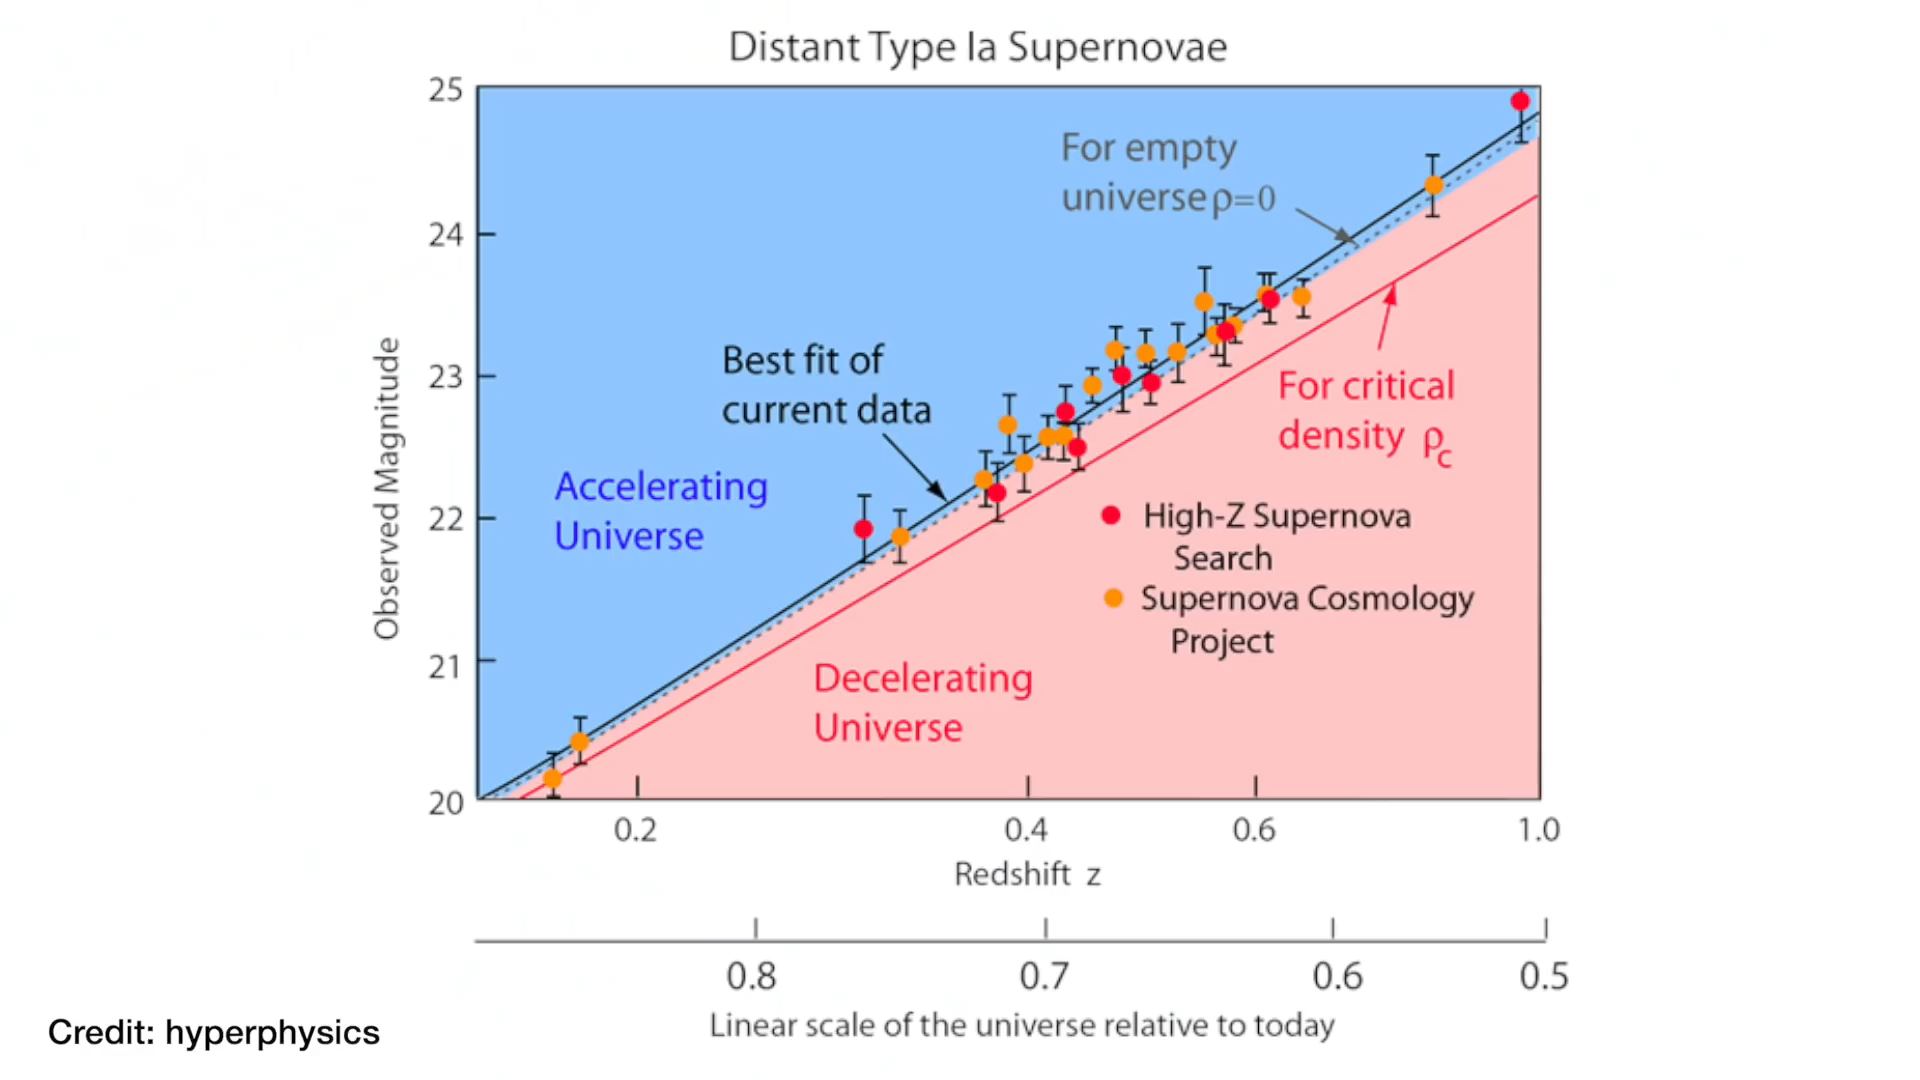 Distant Type Ia Supernovae
25
24
23
22
21
20
Observed Magnitude
For empty
universe ρ=0
Best fit of
current data
Accelerating
Universe
For critical
density ρc
High-Z Supernova
Search
Supernova Cosmology
Project
Decelerating
Universe
0.2 0.4 0.6 1.0
Redshift z
0.8 0.7 0.6 0.5
Linear scale of the universe relative to today
Credit: hyperphysics